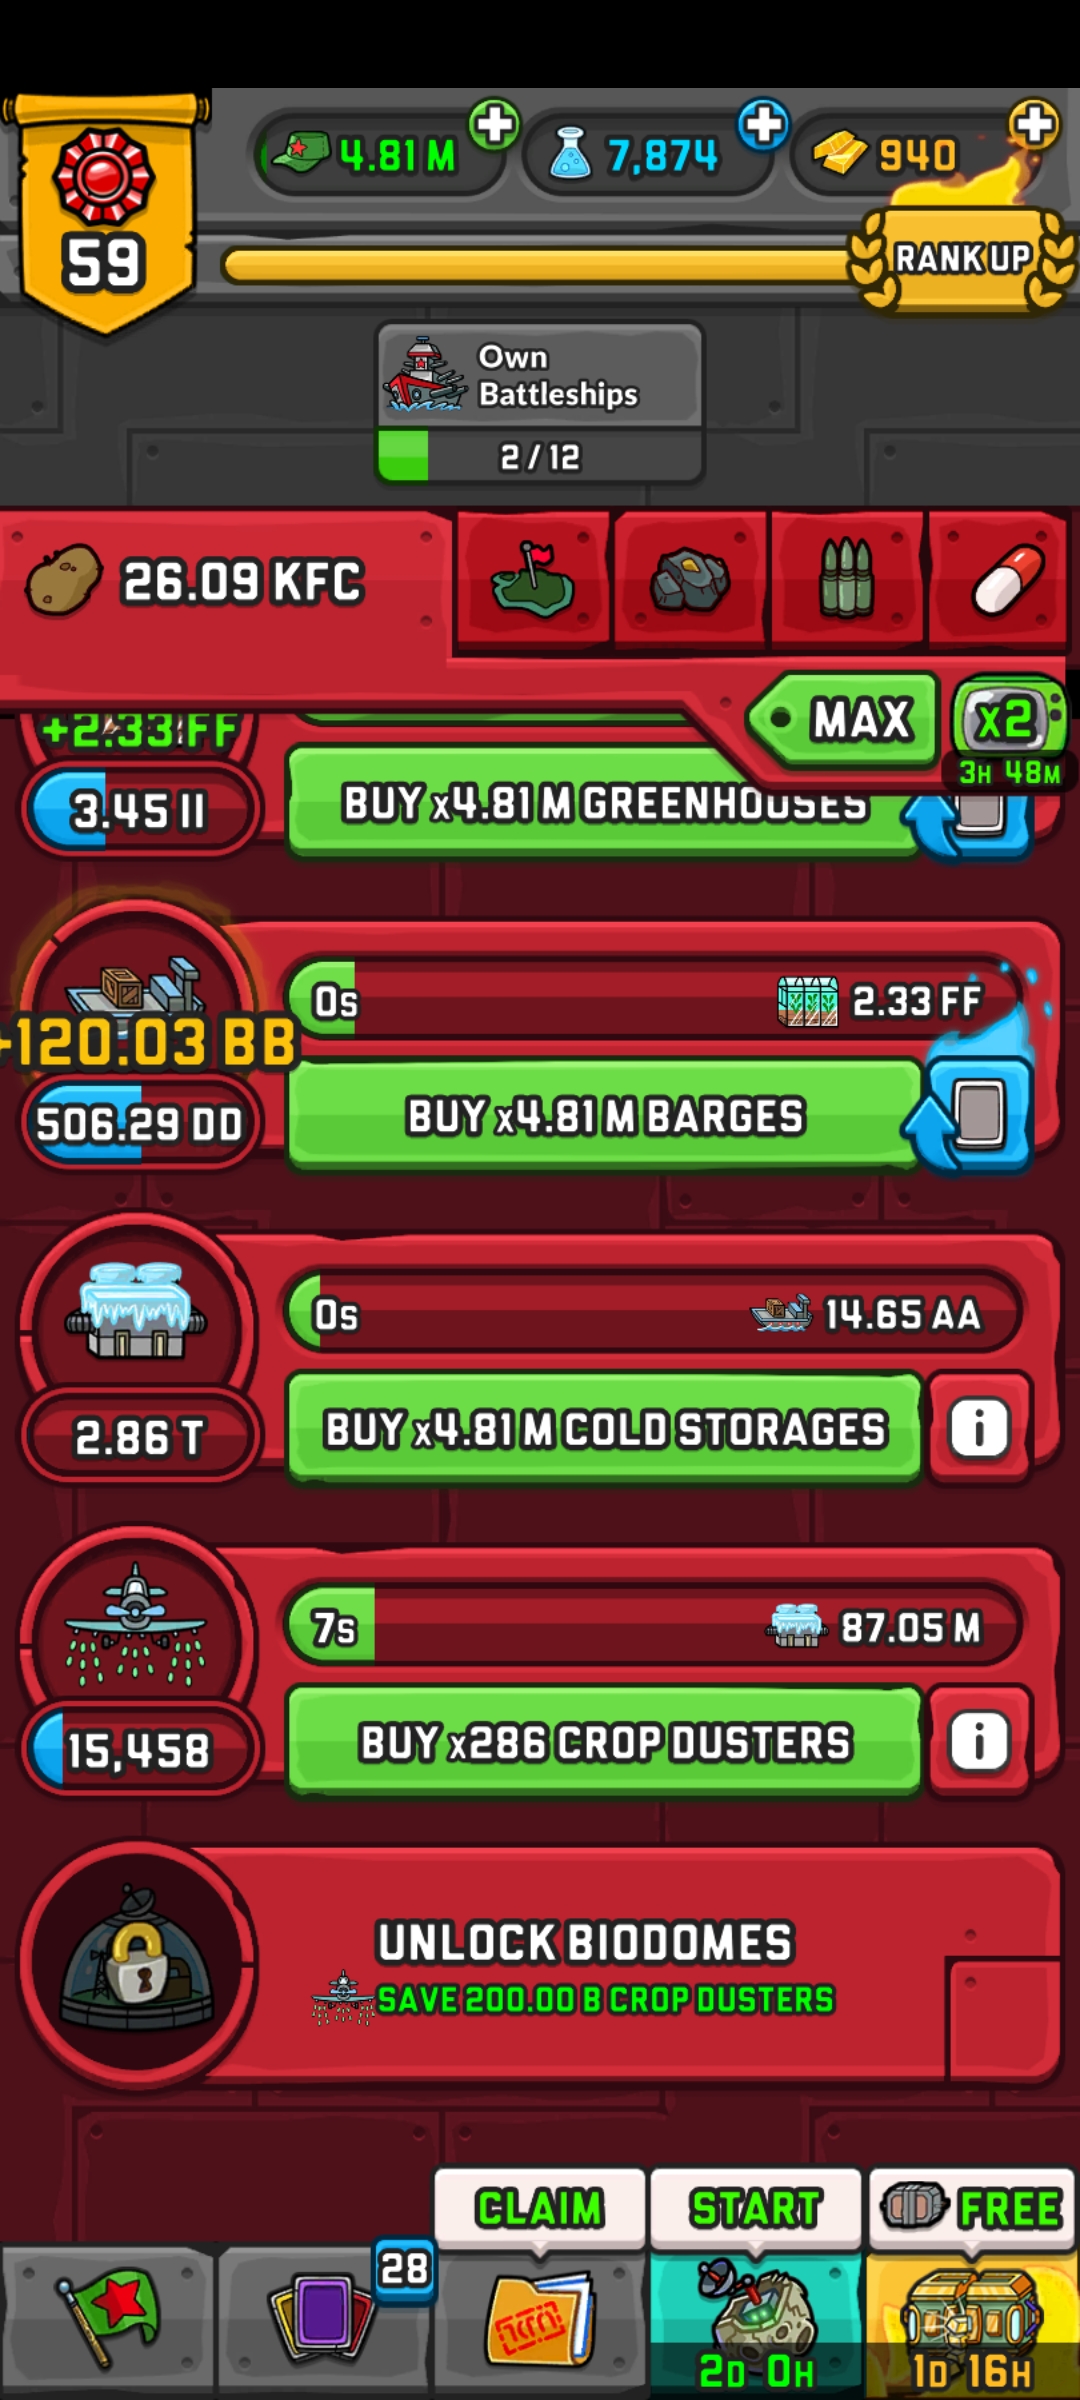 59
4.81 M
7,874
940
RANK UP
Own
Battleships
2 / 12
26.09 KFC
MAX
x2
3H 48M
+2.33 FF
3.45 II
BUY x4.81 M GREENHOUSES
0s
2.33 FF
+120.03 BB
506.29 DD
BUY x4.81 M BARGES
0s
14.65 AA
2.86 T
BUY x4.81 M COLD STORAGES
i
7s
87.05 M
15,458
BUY x286 CROP DUSTERS
i
UNLOCK BIODOMES
SAVE 200.00 B CROP DUSTERS
CLAIM
START
FREE
28
2D 0H
1D 16H